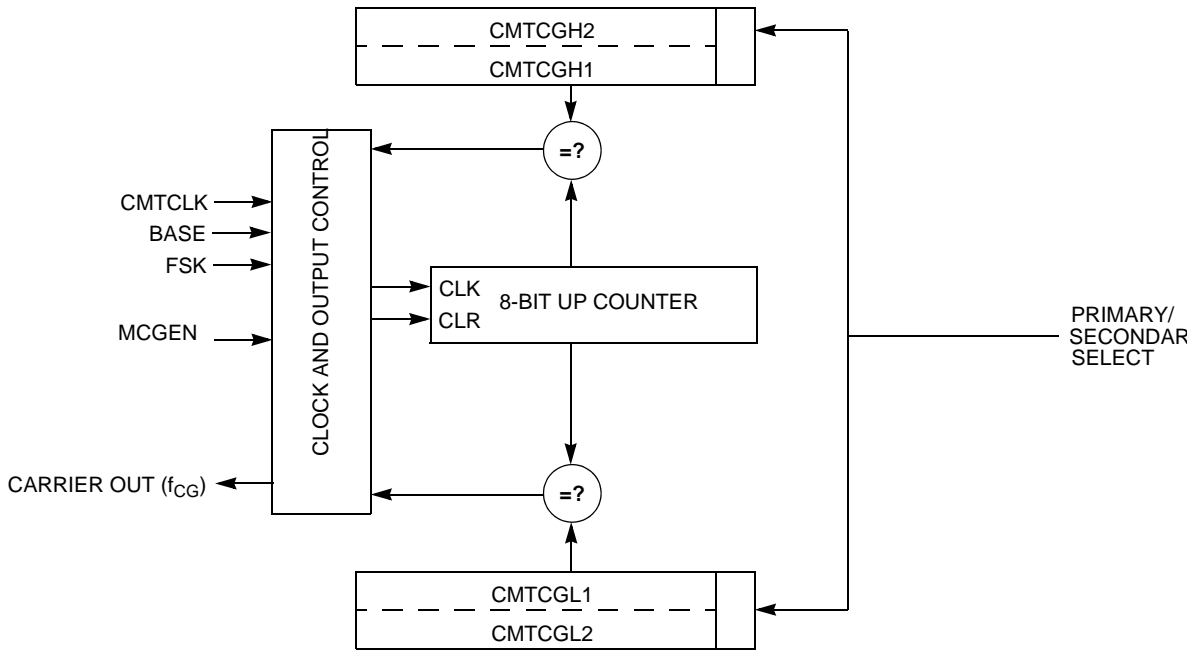 CMTCGH2
CMTCGH1
=?
CLOCK AND OUTPUT CONTROL
CMTCLK
BASE
FSK
MCGEN
CLK
CLR
8-BIT UP COUNTER
PRIMARY/
SECONDAR
SELECT
CARRIER OUT (fCG)
=?
CMTCGL1
CMTCGL2